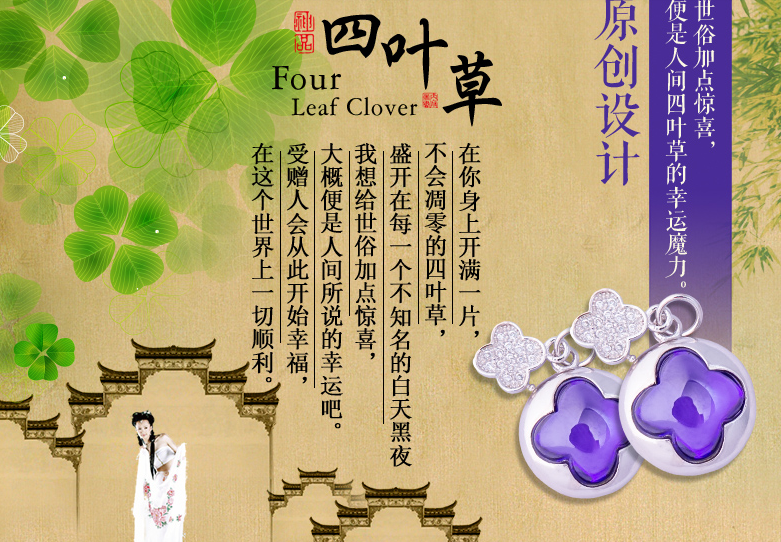 神品
四叶草
Four
Leaf Clover
在你身上开满一片，
不会凋零的四叶草，
盛开在每一个不知名的白天黑夜
我想给世俗加点惊喜，
大概便是人间所说的幸运吧。
受赠人会从此开始幸福，
在这个世界上一切顺利。
世俗加点惊喜，
便是人间四叶草的幸运魔力。
原创设计